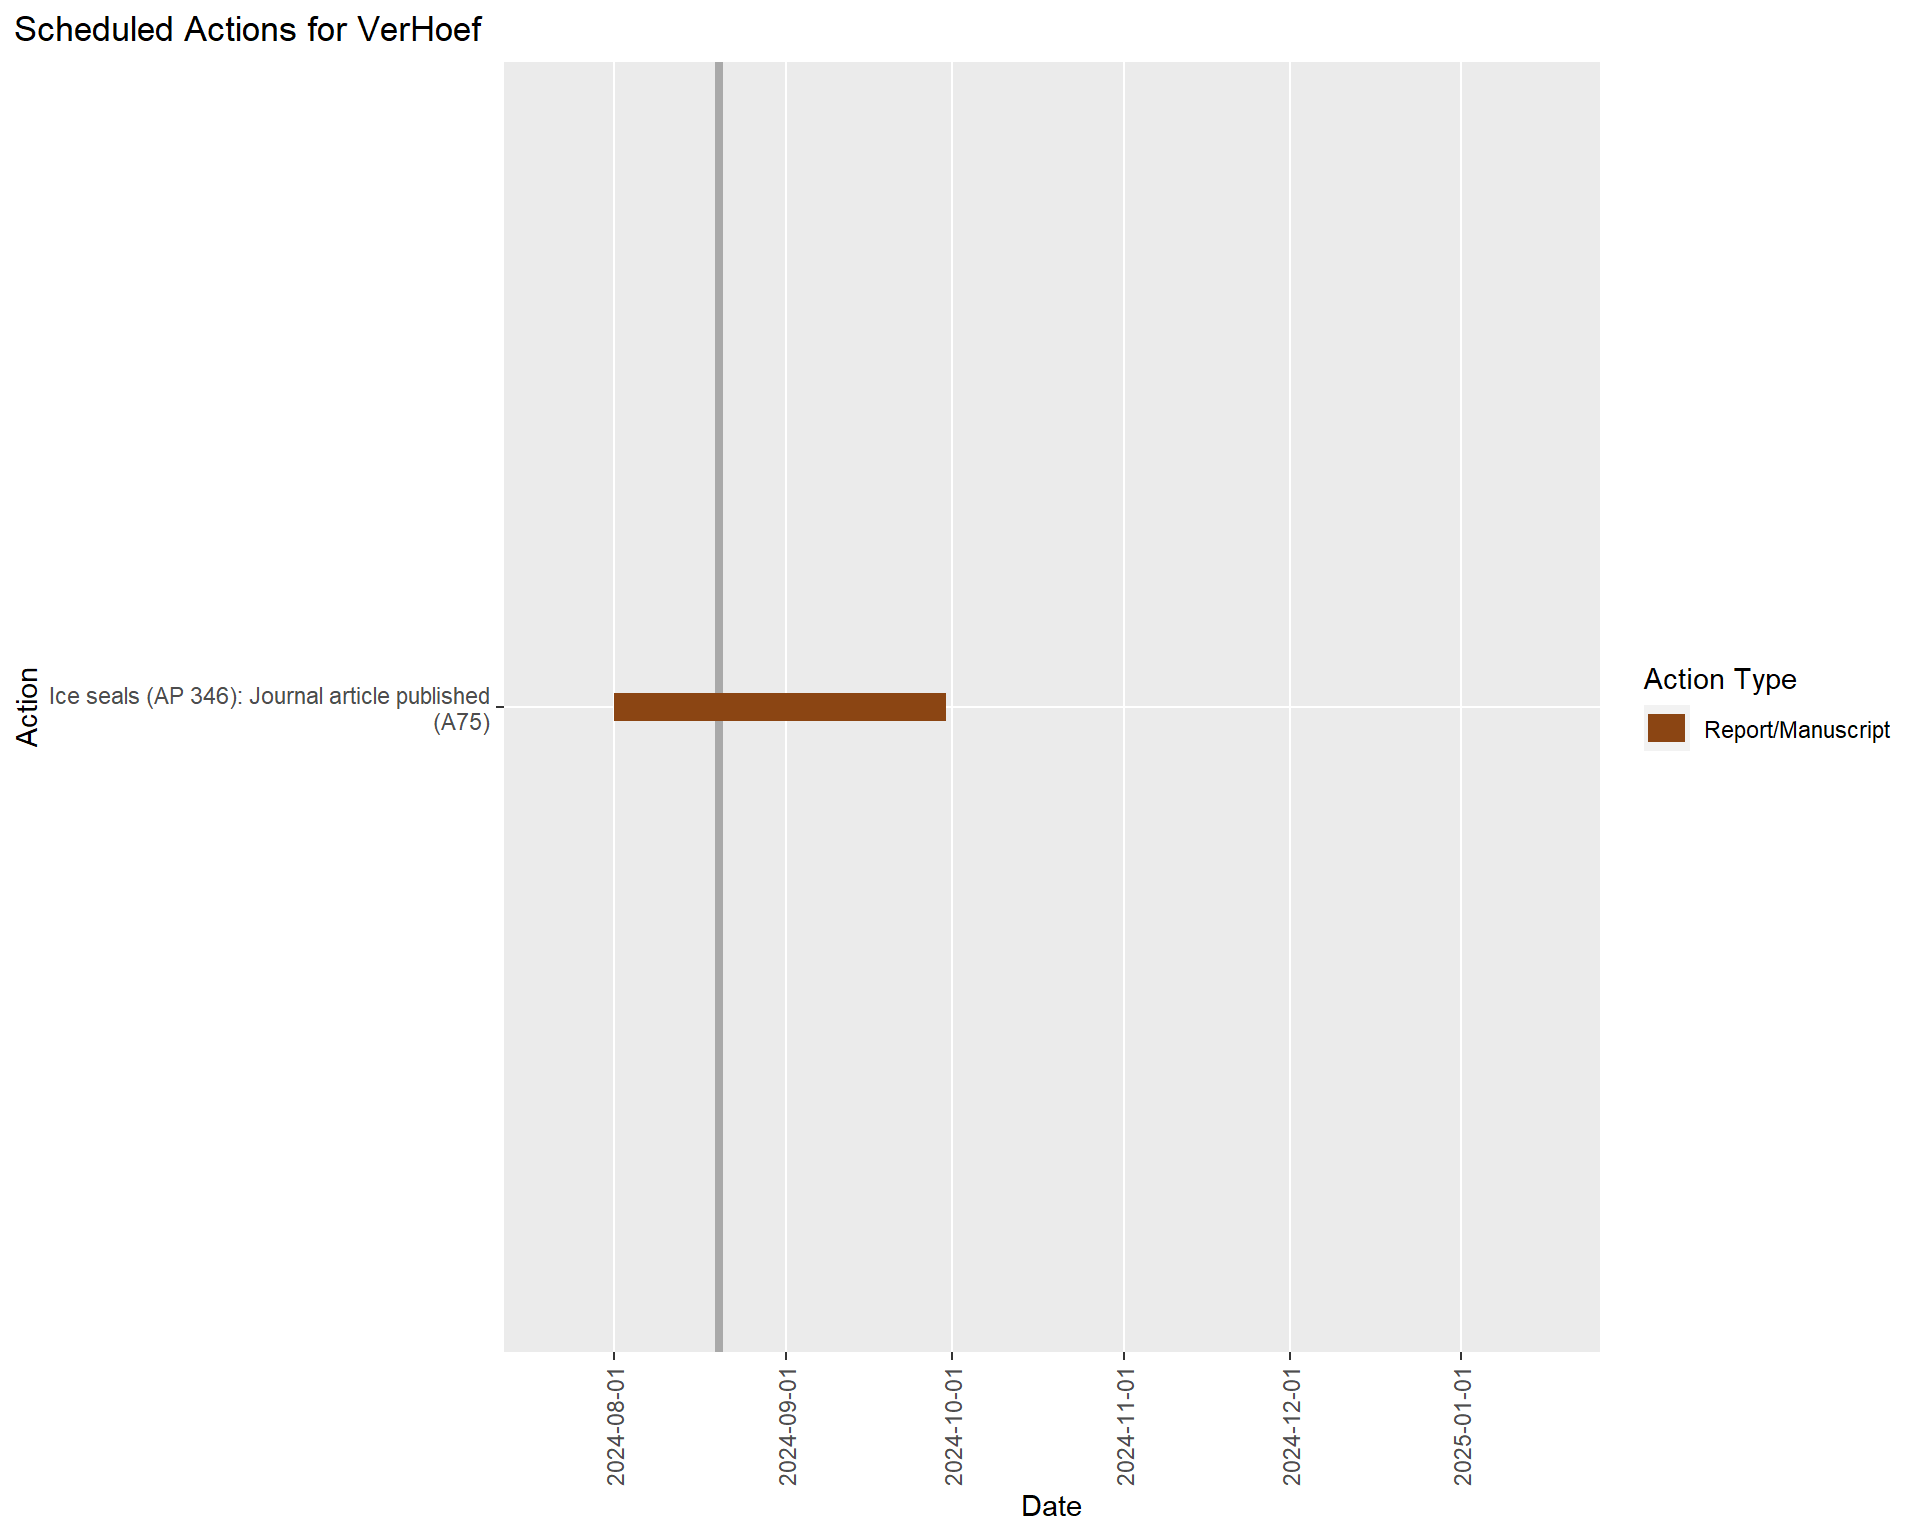 Scheduled Actions for VerHoef
Action
Ice seals (AP 346): Journal article published
(A75)
Action Type
Report/Manuscript
2024-08-01
2024-09-01
2024-10-01
2024-11-01
2024-12-01
2025-01-01
Date